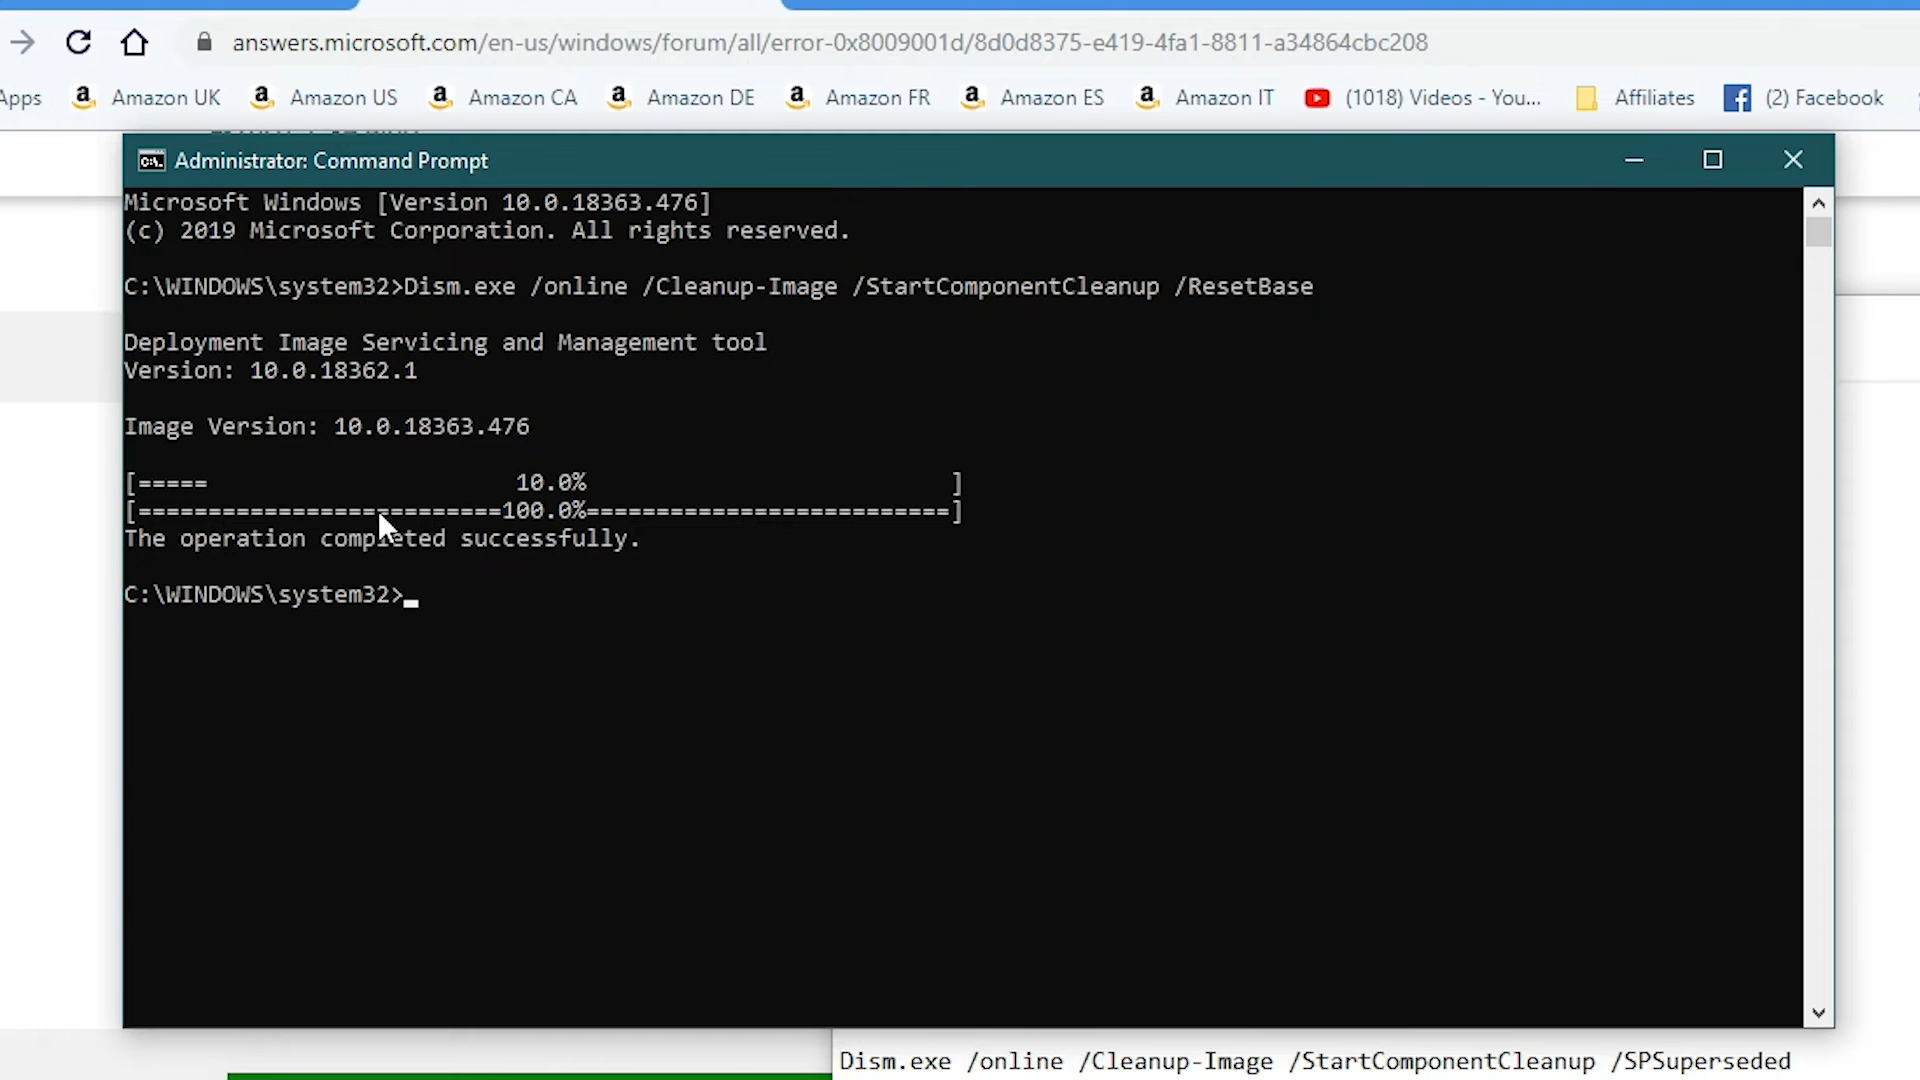 answers.microsoft.com/en-us/windows/forum/all/error-0x8009001d/8d0d8375-e419-4fa1-8811-a34864cbc208
Apps Amazon UK Amazon US Amazon CA Amazon DE Amazon FR Amazon ES Amazon IT (1018) Videos - You... Affiliates (2) Facebook
Administrator: Command Prompt
Microsoft Windows [Version 10.0.18363.476]
(c) 2019 Microsoft Corporation. All rights reserved.
C:\WINDOWS\system32>Dism.exe /online /Cleanup-Image /StartComponentCleanup /ResetBase
Deployment Image Servicing and Management tool
Version: 10.0.18362.1
Image Version: 10.0.18363.476
[=====                      10.0%                          ]
[==========================100.0%==========================]
The operation completed successfully.
C:\WINDOWS\system32>
Dism.exe /online /Cleanup-Image /StartComponentCleanup /SPSuperseded